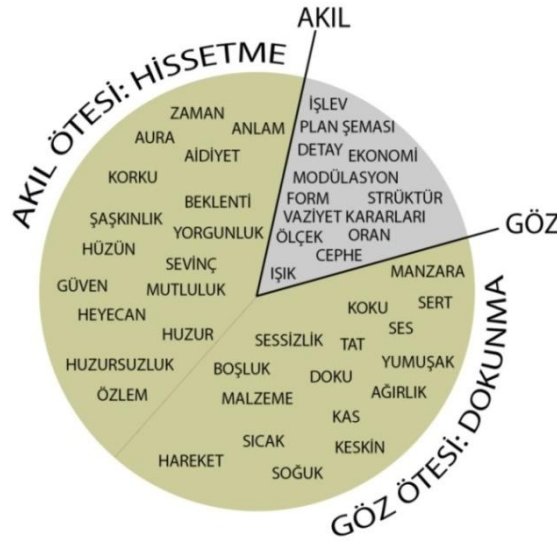 AKIL
GÖZ
AKIL ÖTESİ: HİSSETME
GÖZ ÖTESİ: DOKUNMA
İŞLEV
PLAN ŞEMASI
DETAY
EKONOMİ
MODÜLASYON
FORM
STRÜKTÜR
VAZİYET KARARLARI
ÖLÇEK
ORAN
CEPHE
IŞIK
ZAMAN
AURA
ANLAM
AİDİYET
KORKU
BEKLENTİ
ŞAŞKINLIK
YORGUNLUK
HÜZÜN
SEVİNÇ
GÜVEN
MUTLULUK
HEYECAN
HUZUR
HUZURSUZLUK
ÖZLEM
MANZARA
KOKU
SERT
SES
SESSİZLİK
TAT
YUMUŞAK
BOŞLUK
DOKU
AĞIRLIK
MALZEME
KAS
SICAK
KESKİN
HAREKET
SOĞUK